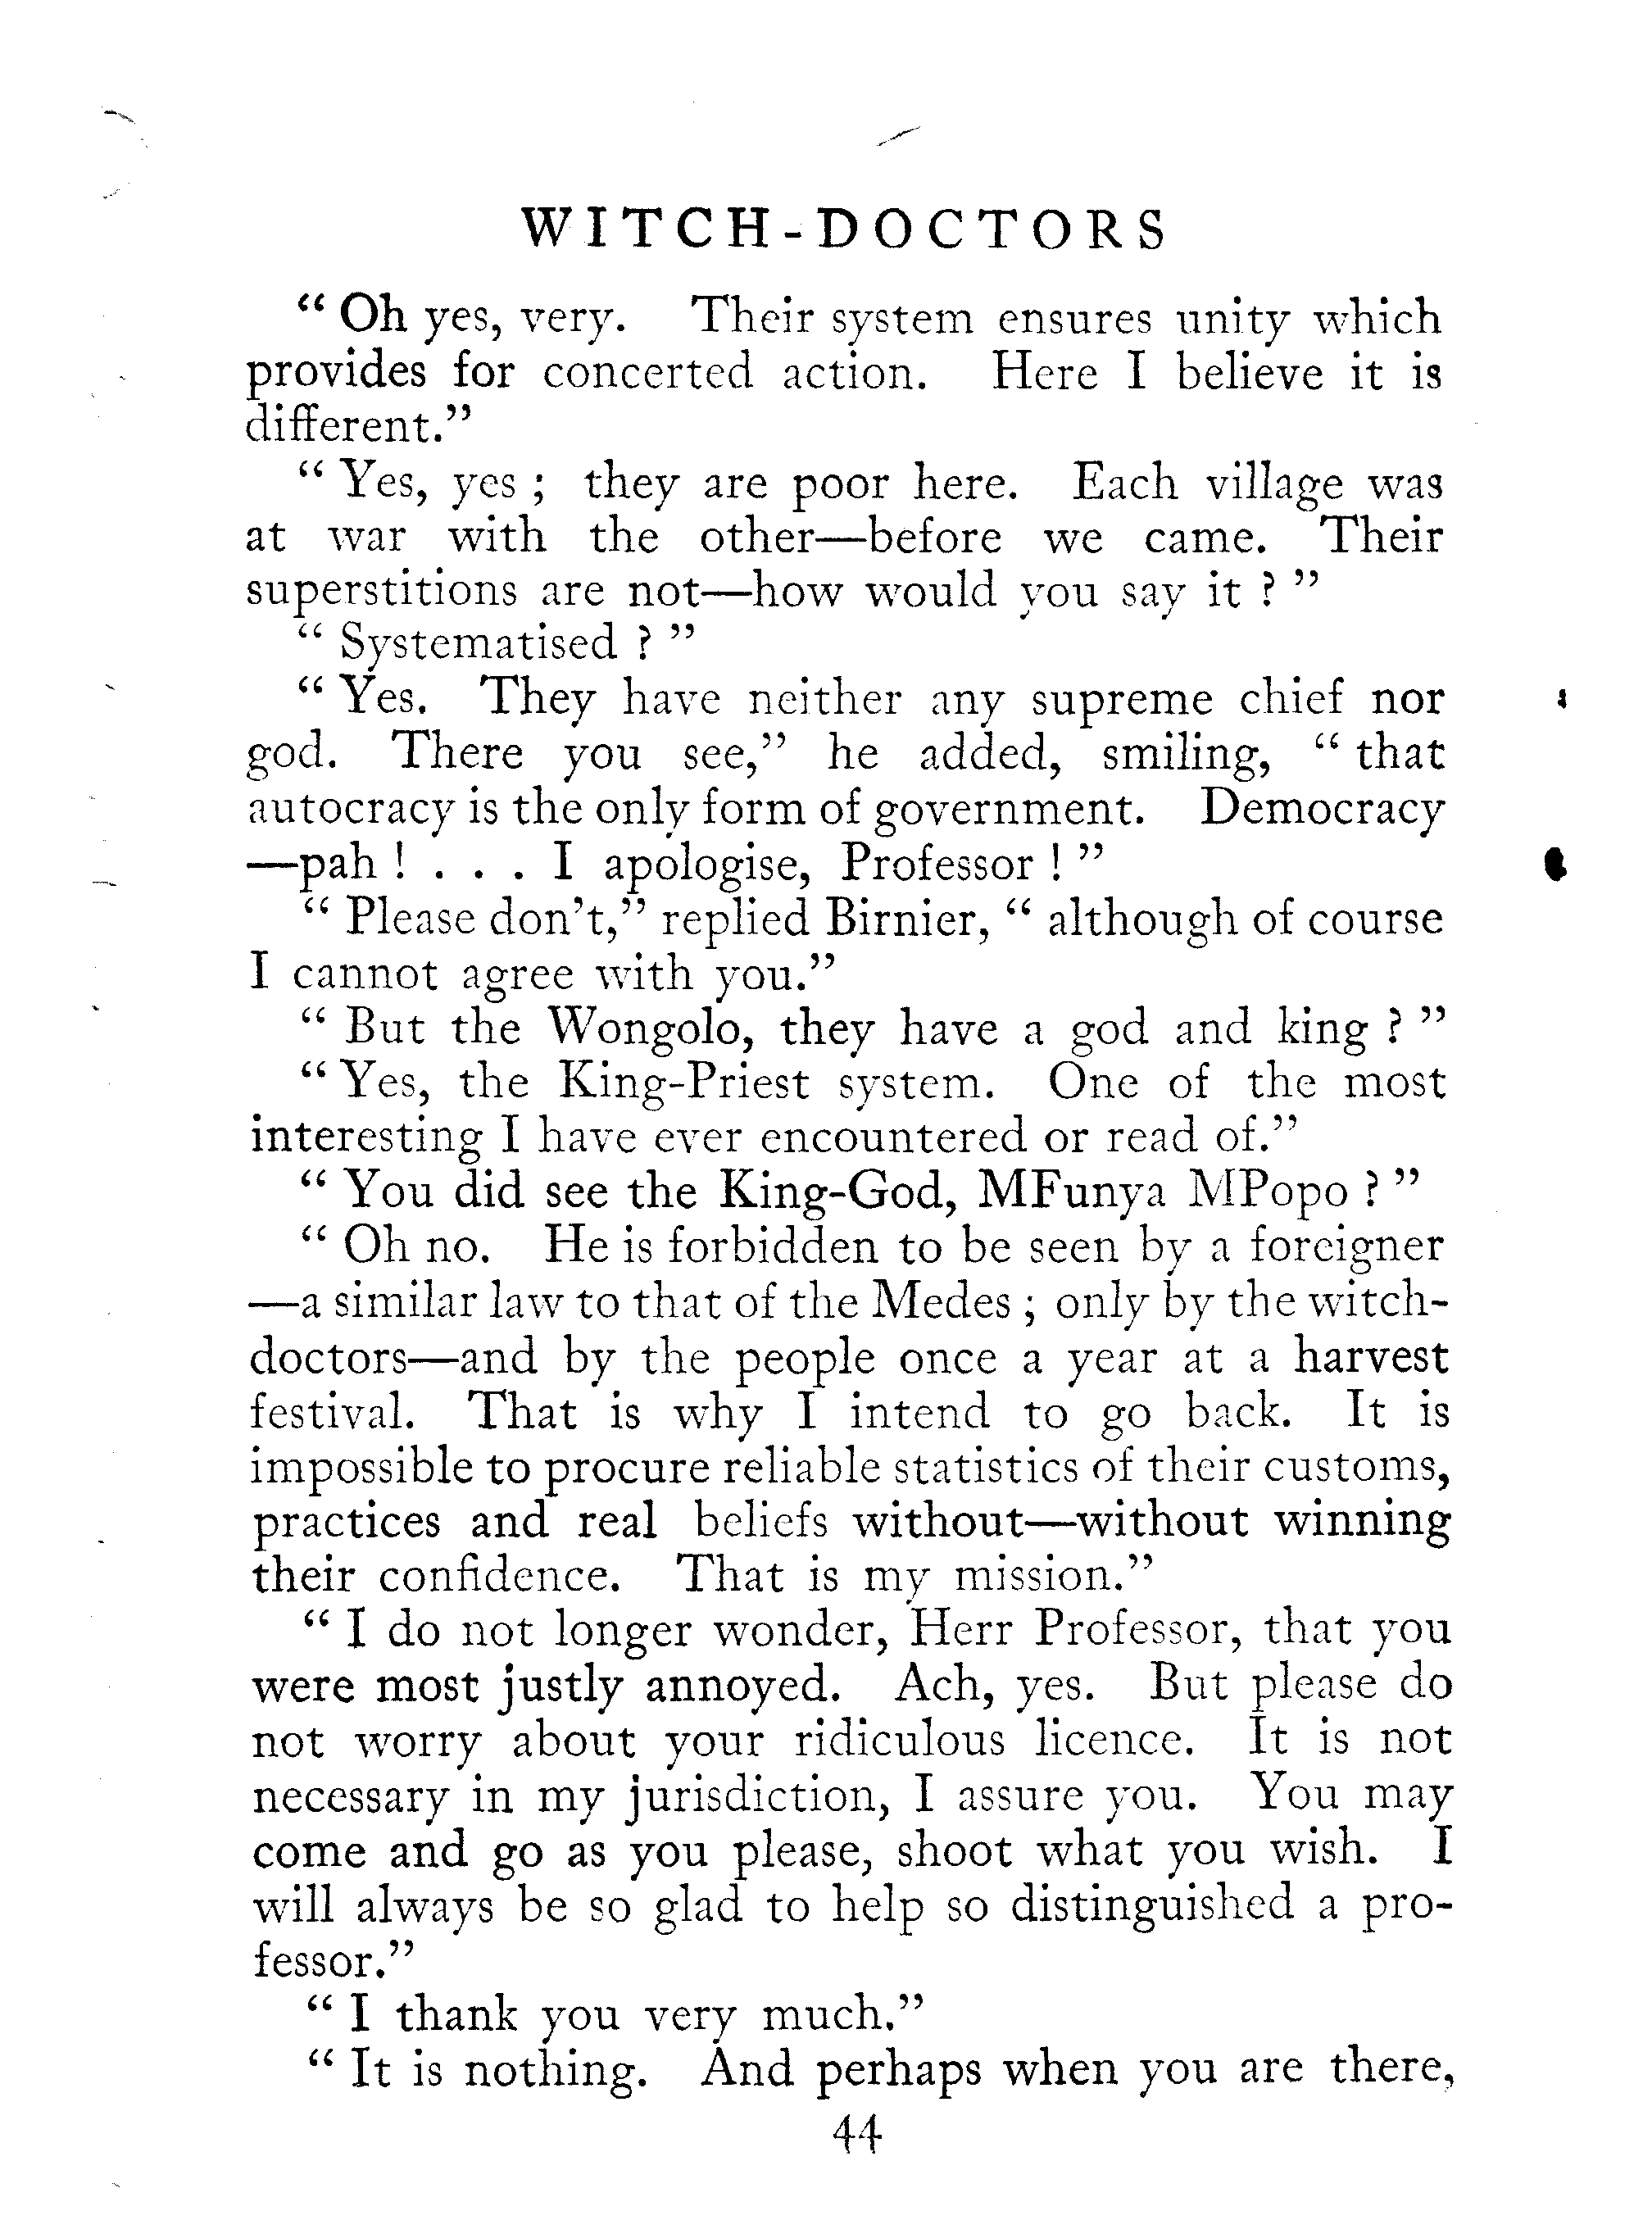 WITCH-DOCTORS
“ Oh yes, very. Their system ensures unity which
provides for concerted action. Here I believe it is
different.”
“ Yes, yes ; they are poor here. Each village was
at war with the other—before we came. Their
superstitions are not—how would you say it ? ”
“ Systematised ? ”
“ Yes. They have neither any supreme chief nor
god. There you see,” he added, smiling, “ that
autocracy is the only form of government. Democracy
—pah ! . . . I apologise, Professor ! ”
“ Please don’t,” replied Birnier, “ although of course
I cannot agree with you.”
“ But the Wongolo, they have a god and king ? ”
“ Yes, the King-Priest system. One of the most
interesting I have ever encountered or read of.”
“ You did see the King-God, MFunya MPopo ? ”
“ Oh no. He is forbidden to be seen by a foreigner
—a similar law to that of the Medes ; only by the witch-
doctors—and by the people once a year at a harvest
festival. That is why I intend to go back. It is
impossible to procure reliable statistics of their customs,
practices and real beliefs without—without winning
their confidence. That is my mission.”
“ I do not longer wonder, Herr Professor, that you
were most justly annoyed. Ach, yes. But please do
not worry about your ridiculous licence. It is not
necessary in my jurisdiction, I assure you. You may
come and go as you please, shoot what you wish. I
will always be so glad to help so distinguished a pro-
fessor.”
“ I thank you very much.”
“ It is nothing. And perhaps when you are there,
44